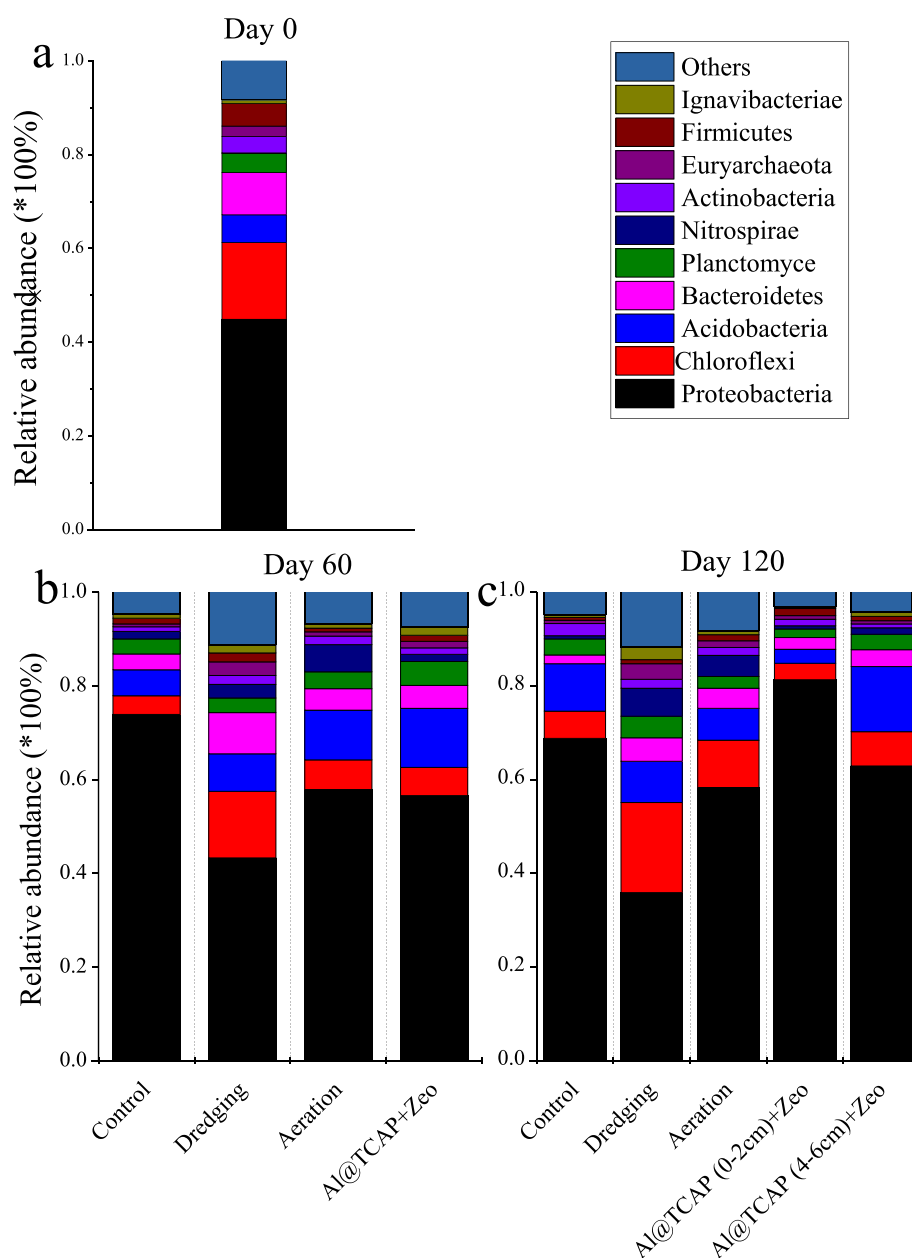 Day 0
a
1.0
0.8
0.6
0.4
0.2
0.0
Relative abundance (*100%)
Others
Ignavibacteriae
Firmicutes
Euryarchaeota
Actinobacteria
Nitrospirae
Planctomyce
Bacteroidetes
Acidobacteria
Chloroflexi
Proteobacteria
Day 60
b
1.0
0.8
0.6
0.4
0.2
0.0
Relative abundance (*100%)
Control
Dredging
Aeration
Al@TCAP+Zeo
Day 120
c
1.0
0.8
0.6
0.4
0.2
0.0
Control
Dredging
Aeration
Al@TCAP (0-2cm)+Zeo
Al@TCAP (4-6cm)+Zeo